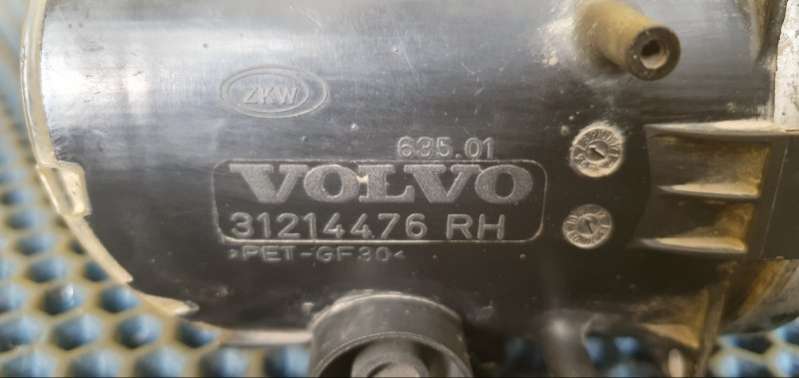 ZKW
635.01
VOLVO
31214476 RH
>PET-GF30<